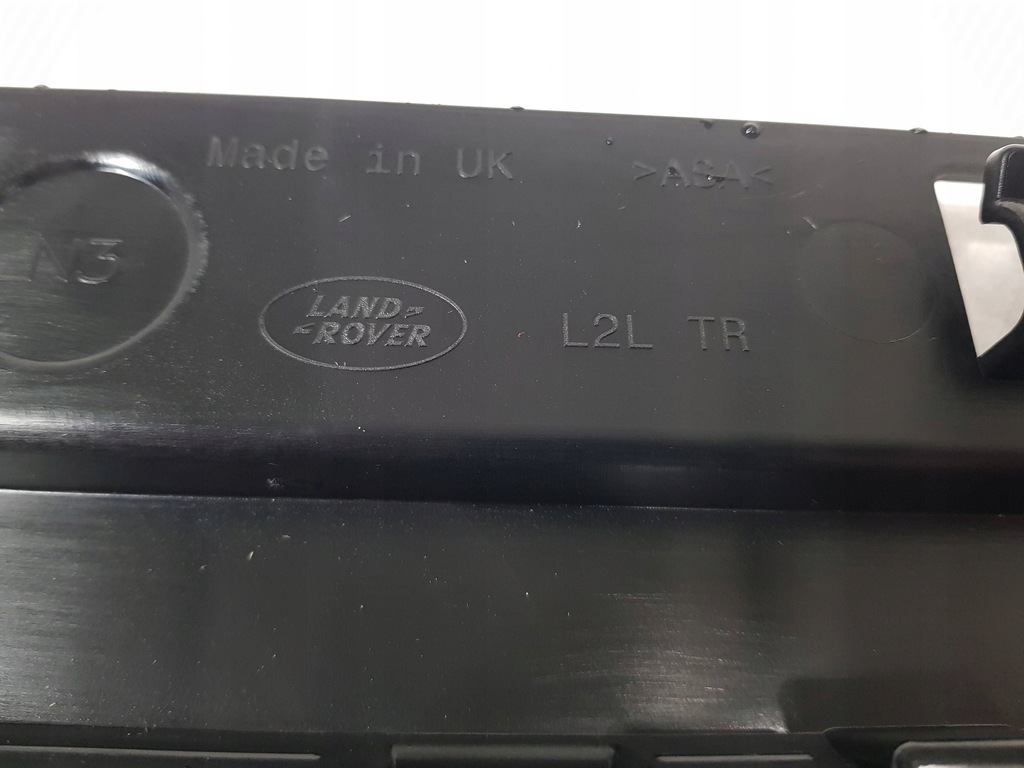 Made in UK >ASA<
N3
LAND
ROVER
L2L TR